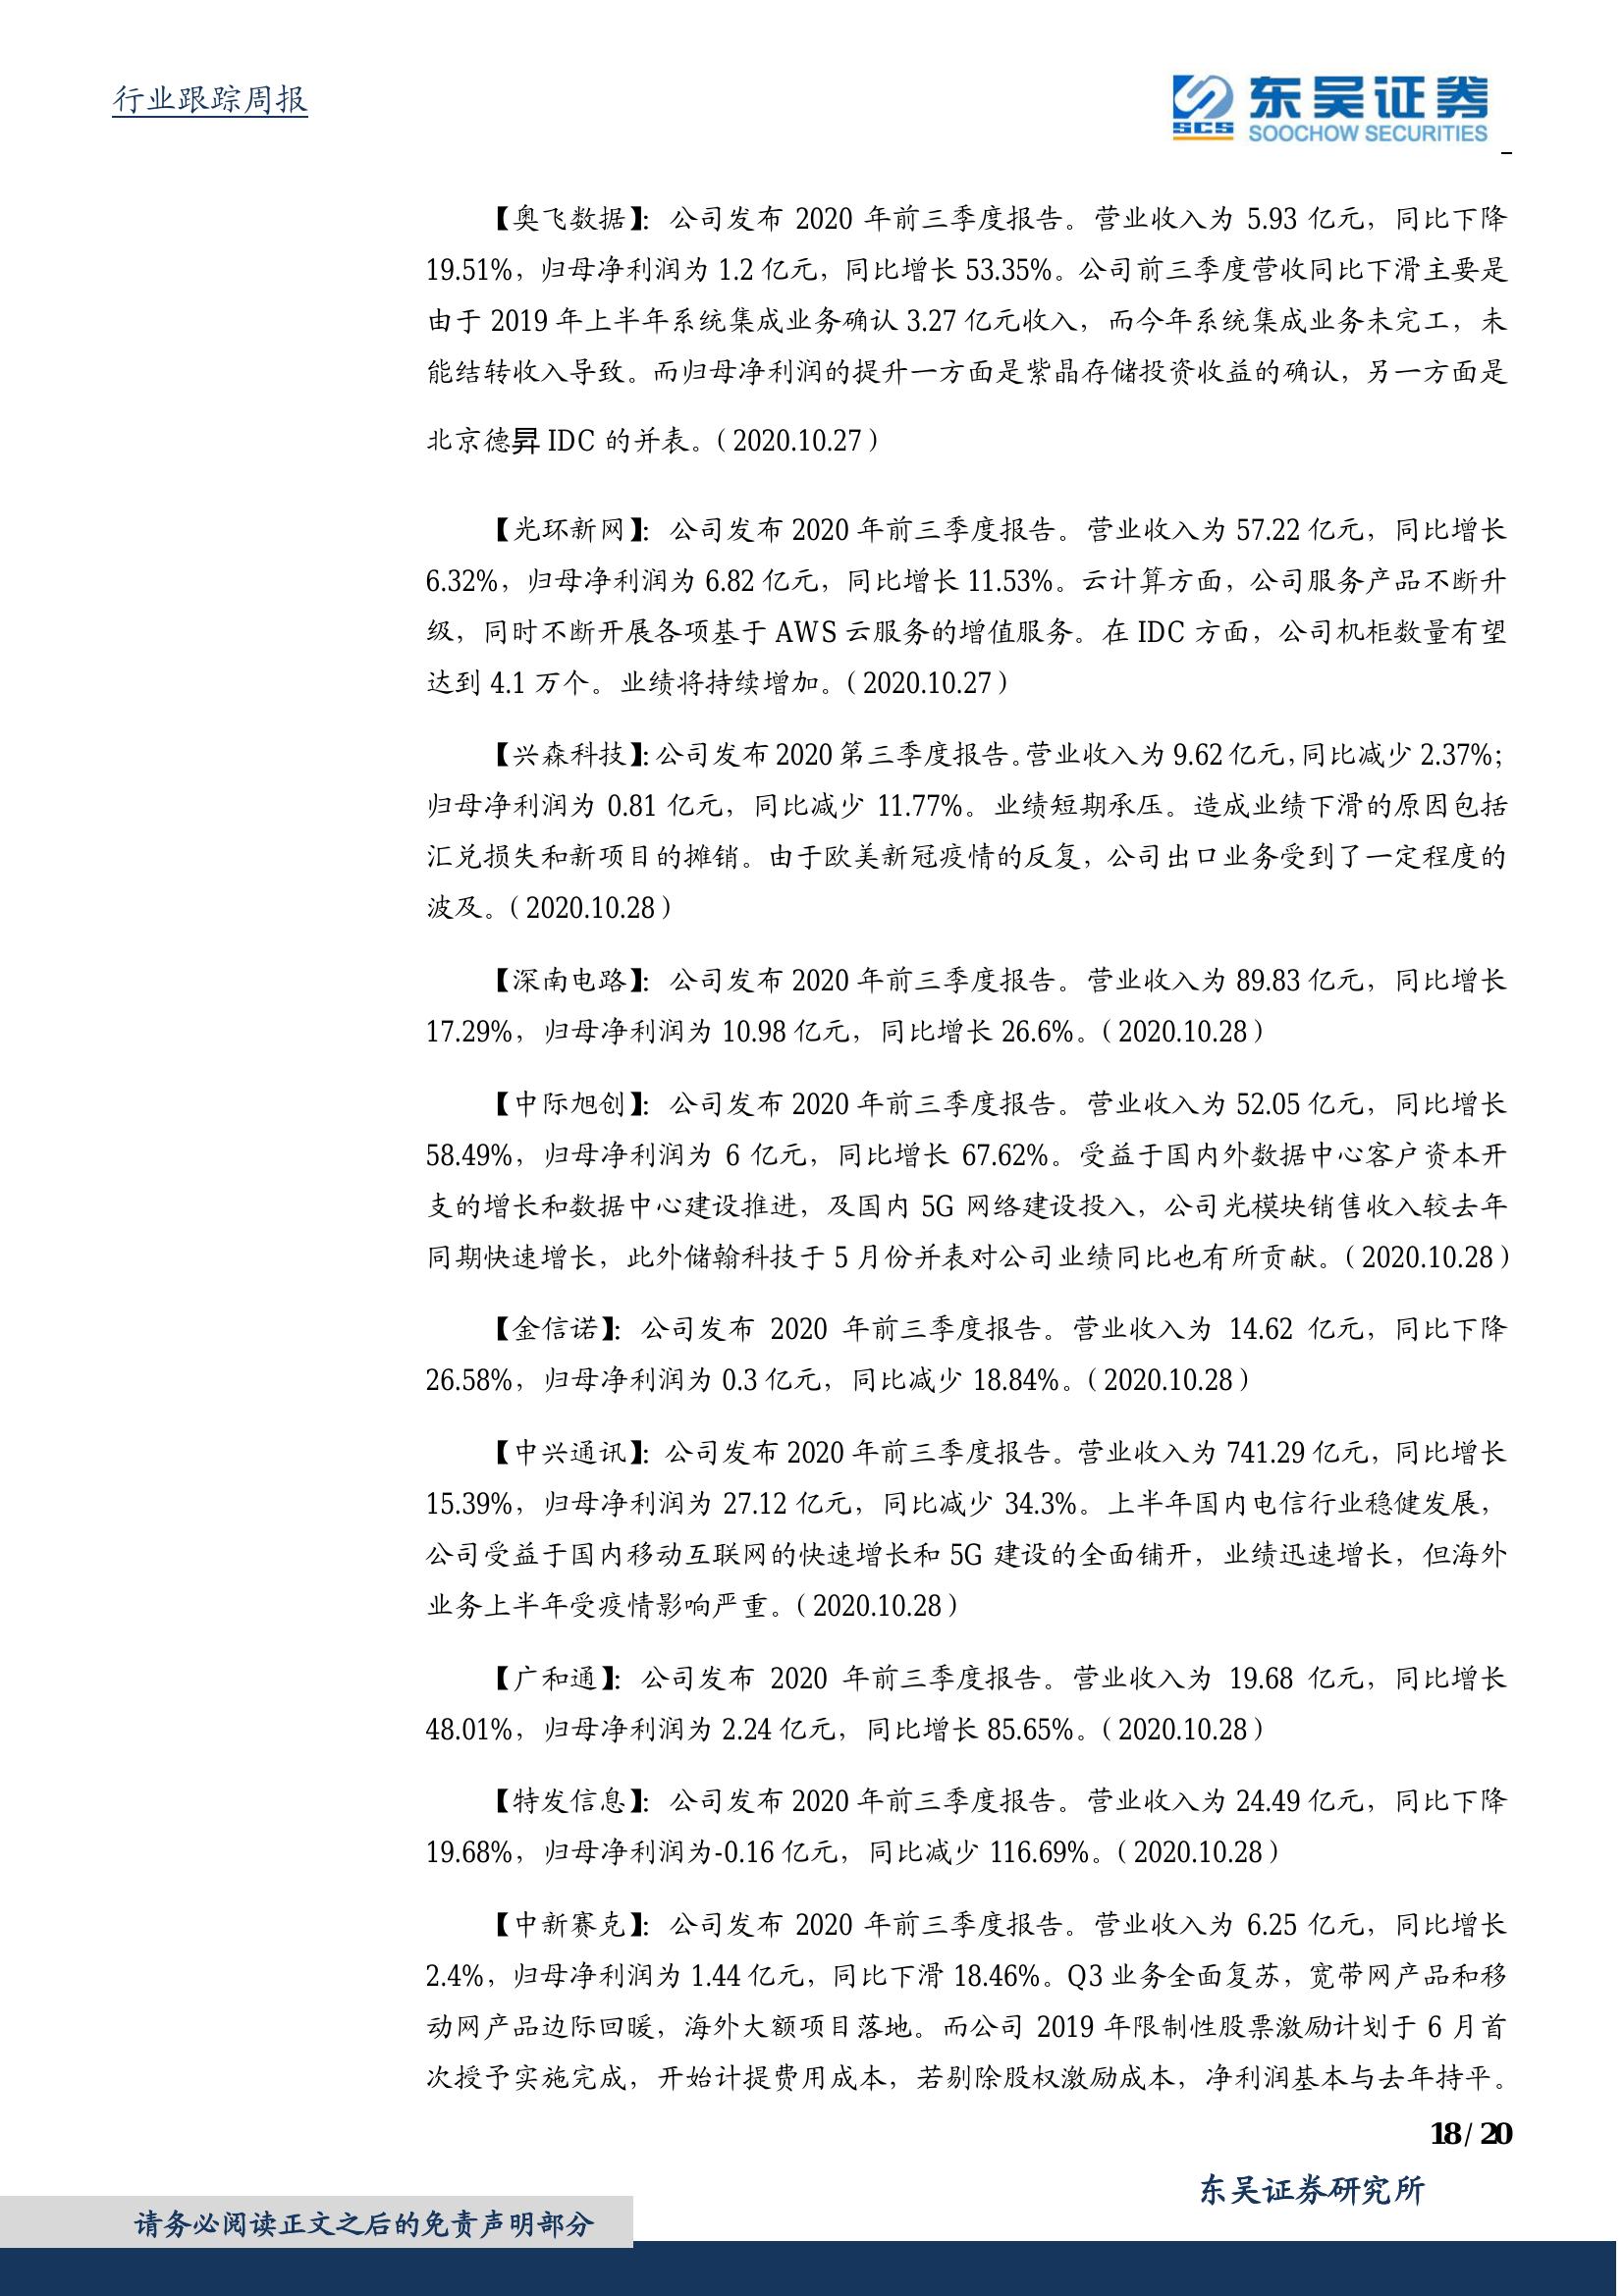 行业跟踪周报
东吴证券
SCS
SOOCHOW SECURITIES
【奥飞数据】：公司发布 2020 年前三季度报告。营业收入为 5.93 亿元，同比下降
19.51%，归母净利润为 1.2 亿元，同比增长 53.35%。公司前三季度营收同比下滑主要是
由于 2019 年上半年系统集成业务确认 3.27 亿元收入，而今年系统集成业务未完工，未
能结转收入导致。而归母净利润的提升一方面是紫晶存储投资收益的确认，另一方面是
北京德昇 IDC 的并表。（2020.10.27）
【光环新网】：公司发布 2020 年前三季度报告。营业收入为 57.22 亿元，同比增长
6.32%，归母净利润为 6.82 亿元，同比增长 11.53%。云计算方面，公司服务产品不断升
级，同时不断开展各项基于 AWS 云服务的增值服务。在 IDC 方面，公司机柜数量有望
达到 4.1 万个。业绩将持续增加。（2020.10.27）
【兴森科技】：公司发布 2020 第三季度报告。营业收入为 9.62 亿元，同比减少 2.37%；
归母净利润为 0.81 亿元，同比减少 11.77%。业绩短期承压。造成业绩下滑的原因包括
汇兑损失和新项目的摊销。由于欧美新冠疫情的反复，公司出口业务受到了一定程度的
波及。（2020.10.28）
【深南电路】：公司发布 2020 年前三季度报告。营业收入为 89.83 亿元，同比增长
17.29%，归母净利润为 10.98 亿元，同比增长 26.6%。（2020.10.28）
【中际旭创】：公司发布 2020 年前三季度报告。营业收入为 52.05 亿元，同比增长
58.49%，归母净利润为 6 亿元，同比增长 67.62%。受益于国内外数据中心客户资本开
支的增长和数据中心建设推进，及国内 5G 网络建设投入，公司光模块销售收入较去年
同期快速增长，此外储翰科技于 5 月份并表对公司业绩同比也有所贡献。（2020.10.28）
【金信诺】：公司发布 2020 年前三季度报告。营业收入为 14.62 亿元，同比下降
26.58%，归母净利润为 0.3 亿元，同比减少 18.84%。（2020.10.28）
【中兴通讯】：公司发布 2020 年前三季度报告。营业收入为 741.29 亿元，同比增长
15.39%，归母净利润为 27.12 亿元，同比减少 34.3%。上半年国内电信行业稳健发展，
公司受益于国内移动互联网的快速增长和 5G 建设的全面铺开，业绩迅速增长，但海外
业务上半年受疫情影响严重。（2020.10.28）
【广和通】：公司发布 2020 年前三季度报告。营业收入为 19.68 亿元，同比增长
48.01%，归母净利润为 2.24 亿元，同比增长 85.65%。（2020.10.28）
【特发信息】：公司发布 2020 年前三季度报告。营业收入为 24.49 亿元，同比下降
19.68%，归母净利润为-0.16 亿元，同比减少 116.69%。（2020.10.28）
【中新赛克】：公司发布 2020 年前三季度报告。营业收入为 6.25 亿元，同比增长
2.4%，归母净利润为 1.44 亿元，同比下滑 18.46%。Q3 业务全面复苏，宽带网产品和移
动网产品边际回暖，海外大额项目落地。而公司 2019 年限制性股票激励计划于 6 月首
次授予实施完成，开始计提费用成本，若剔除股权激励成本，净利润基本与去年持平。
18 / 20
东吴证券研究所
请务必阅读正文之后的免责声明部分